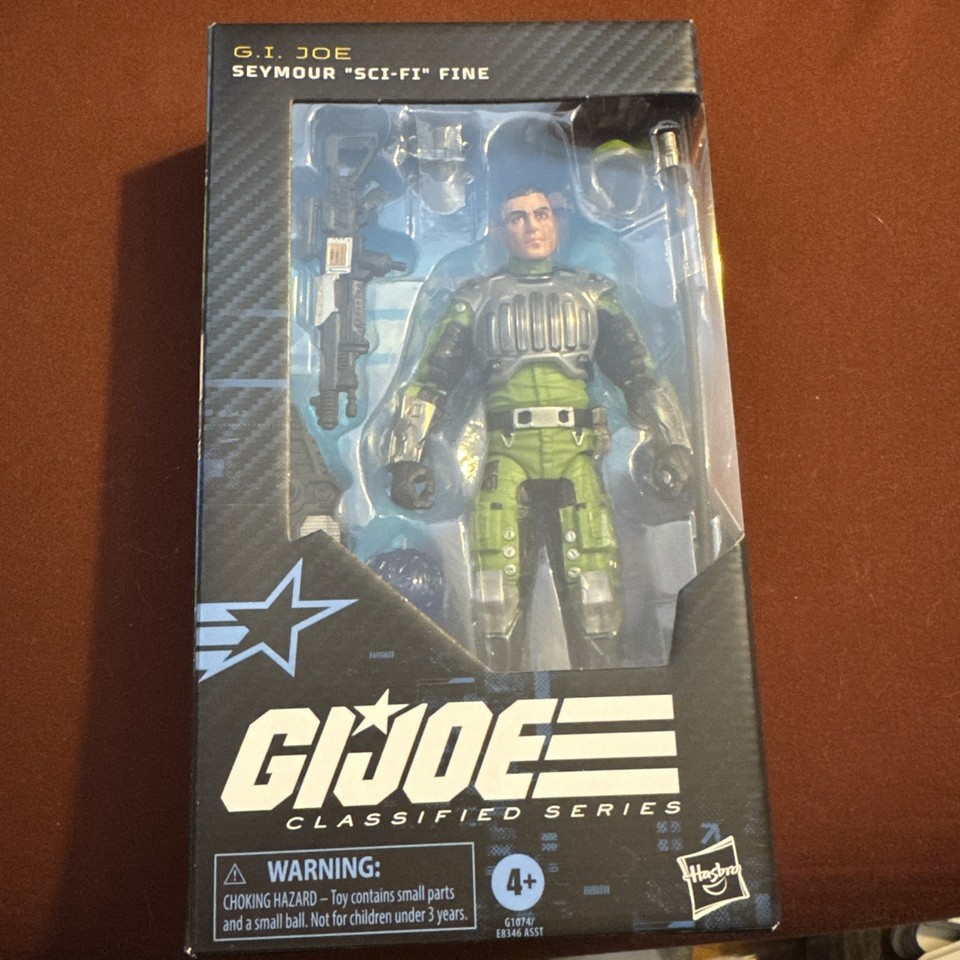 G.I. JOE
SEYMOUR "SCI-FI" FINE
GI JOE
CLASSIFIED SERIES
WARNING:
CHOKING HAZARD – Toy contains small parts
and a small ball. Not for children under 3 years.
4+
G1074/
E8346 ASST
Hasbro